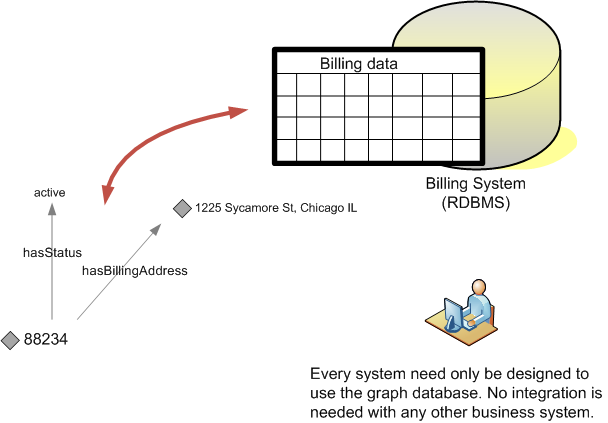 Billing data
Billing System
(RDBMS)
active
1225 Sycamore St, Chicago IL
hasStatus
hasBillingAddress
88234
Every system need only be designed to
use the graph database. No integration is
needed with any other business system.